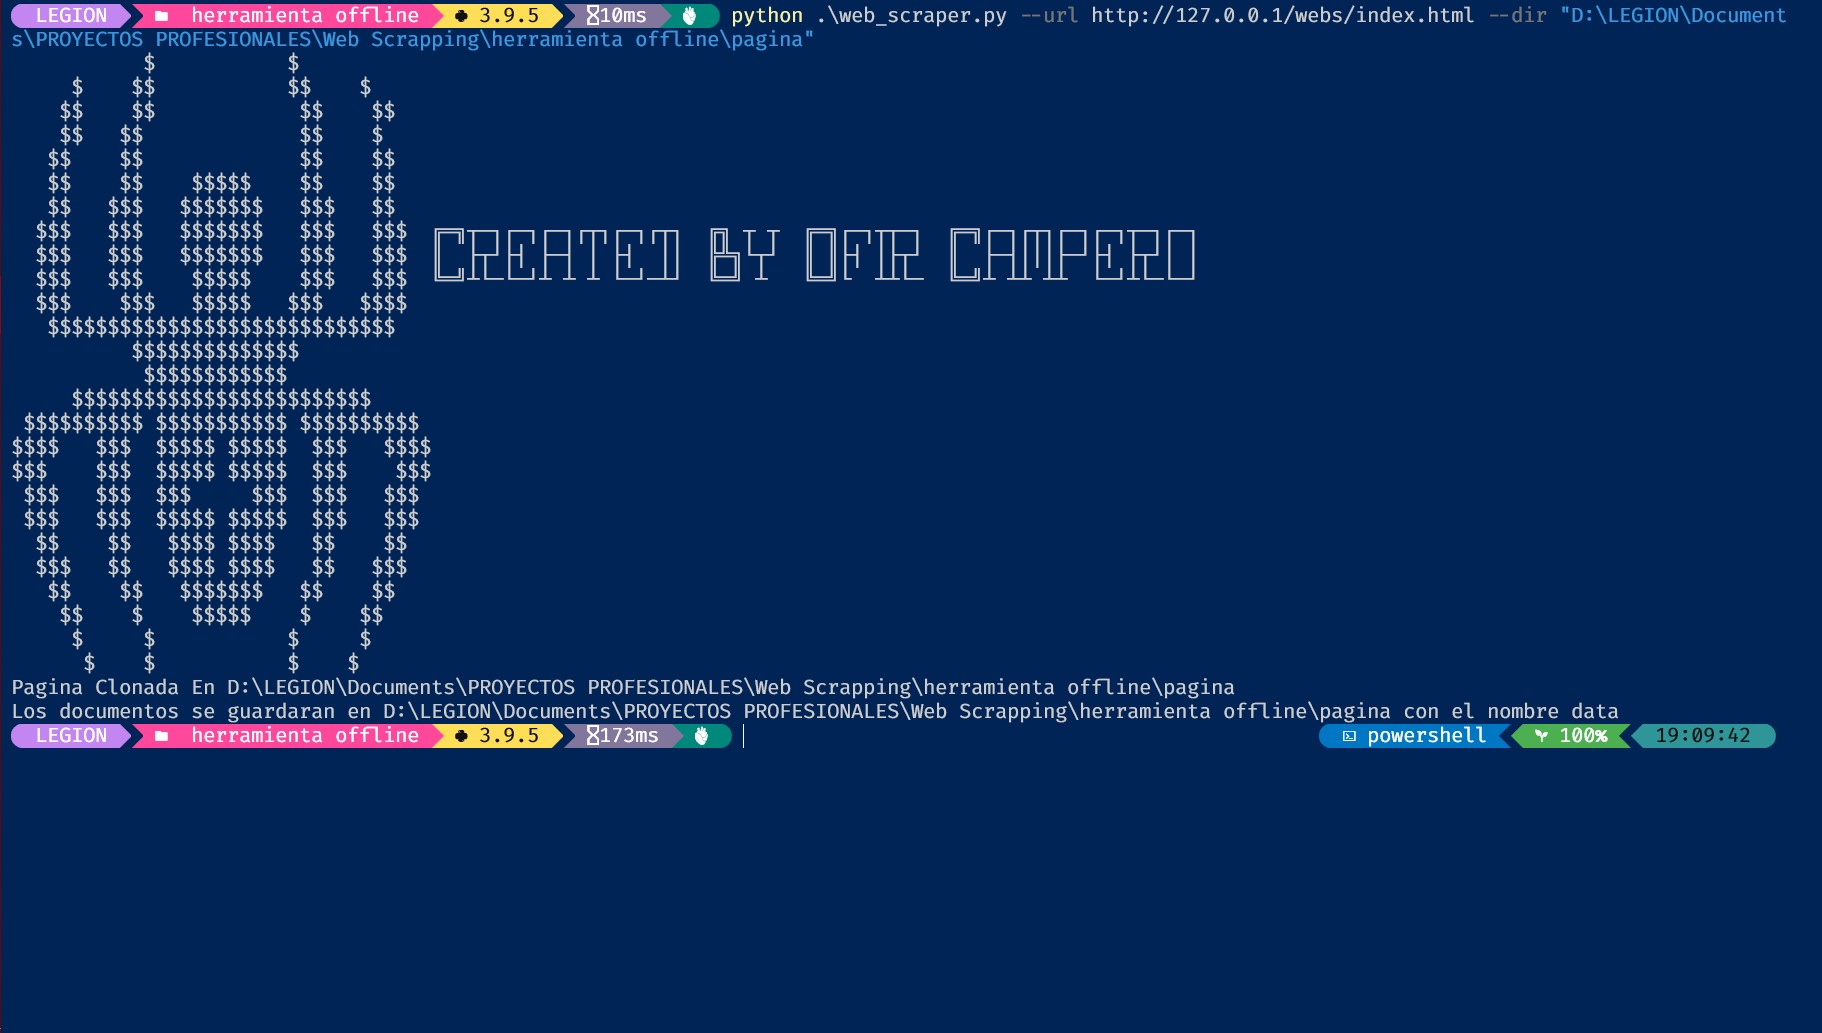 LEGION herramienta offline 3.9.5 10ms python .\web_scraper.py --url http://127.0.0.1/webs/index.html --dir "D:\LEGION\Document
s\PROYECTOS PROFESIONALES\Web Scrapping\herramienta offline\pagina"
CREATED BY OFIR CAMPERO
Pagina Clonada En D:\LEGION\Documents\PROYECTOS PROFESIONALES\Web Scrapping\herramienta offline\pagina
Los documentos se guardaran en D:\LEGION\Documents\PROYECTOS PROFESIONALES\Web Scrapping\herramienta offline\pagina con el nombre data
LEGION herramienta offline 3.9.5 173ms powershell 100% 19:09:42